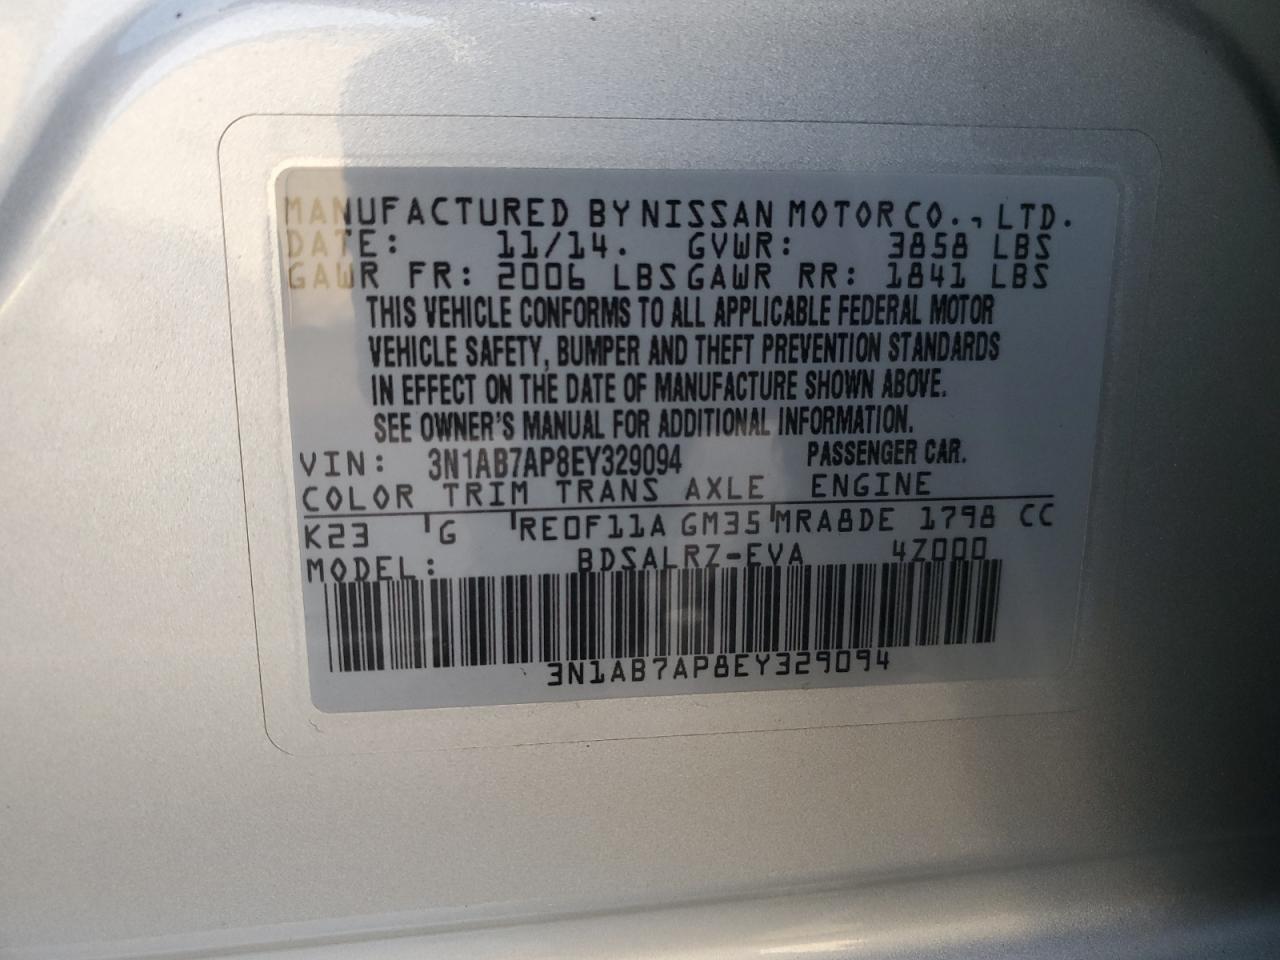 MANUFACTURED BY NISSAN MOTOR CO., LTD.
DATE: 11/14. GVWR: 3858 LBS
GAWR FR: 2006 LBS GAWR RR: 1841 LBS
THIS VEHICLE CONFORMS TO ALL APPLICABLE FEDERAL MOTOR
VEHICLE SAFETY, BUMPER AND THEFT PREVENTION STANDARDS
IN EFFECT ON THE DATE OF MANUFACTURE SHOWN ABOVE.
SEE OWNER'S MANUAL FOR ADDITIONAL INFORMATION.
VIN: 3N1AB7AP8EY329094 PASSENGER CAR.
COLOR TRIM TRANS AXLE ENGINE
K23 G RE0F11A GM35 MRA8DE 1798 CC
MODEL: BDSALRZ-EVA 4Z000
3N1AB7AP8EY329094